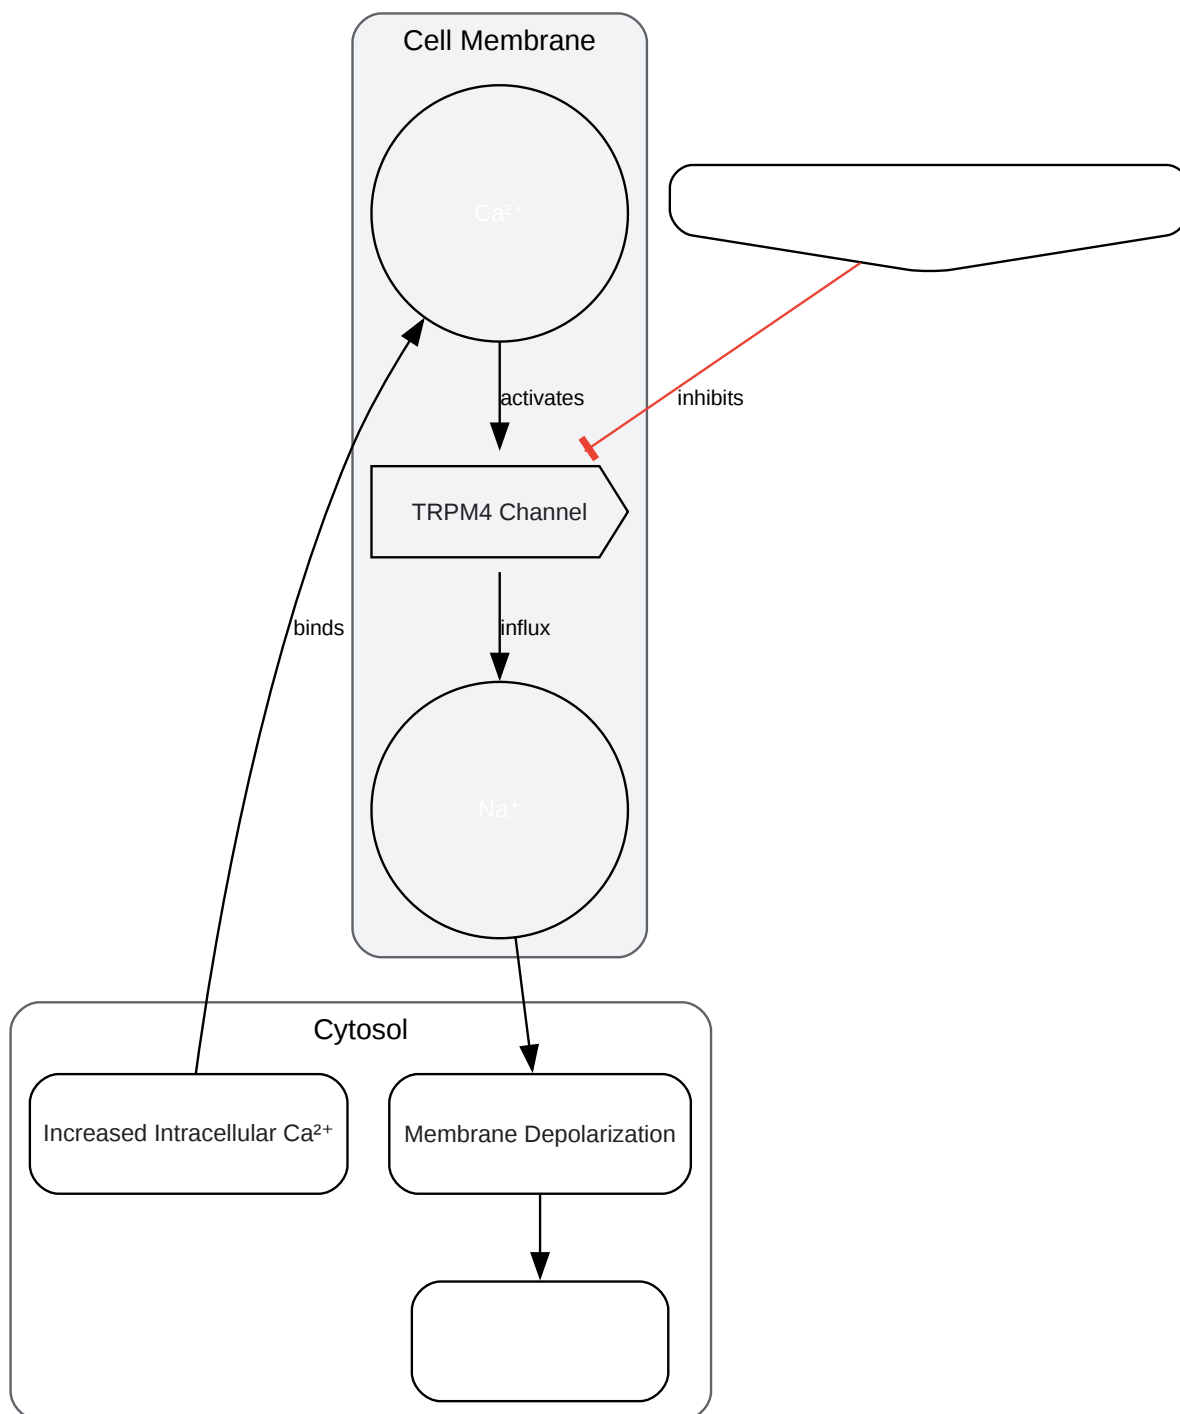 Cell Membrane
Ca²⁺
activates
inhibits
TRPM4 Channel
binds
influx
Na⁺
Cytosol
Increased Intracellular Ca²⁺
Membrane Depolarization